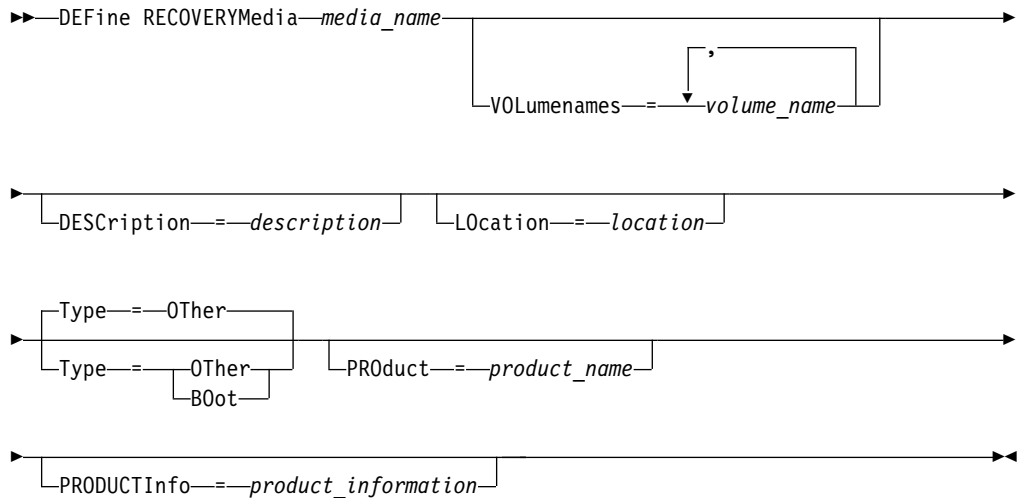 DEFine RECOVERYMedia media_name
,
VOLumenames = volume_name
DESCription = description LOcation = location
Type = OTher
Type = OTher PROduct = product_name
BOot
PRODUCTInfo = product_information